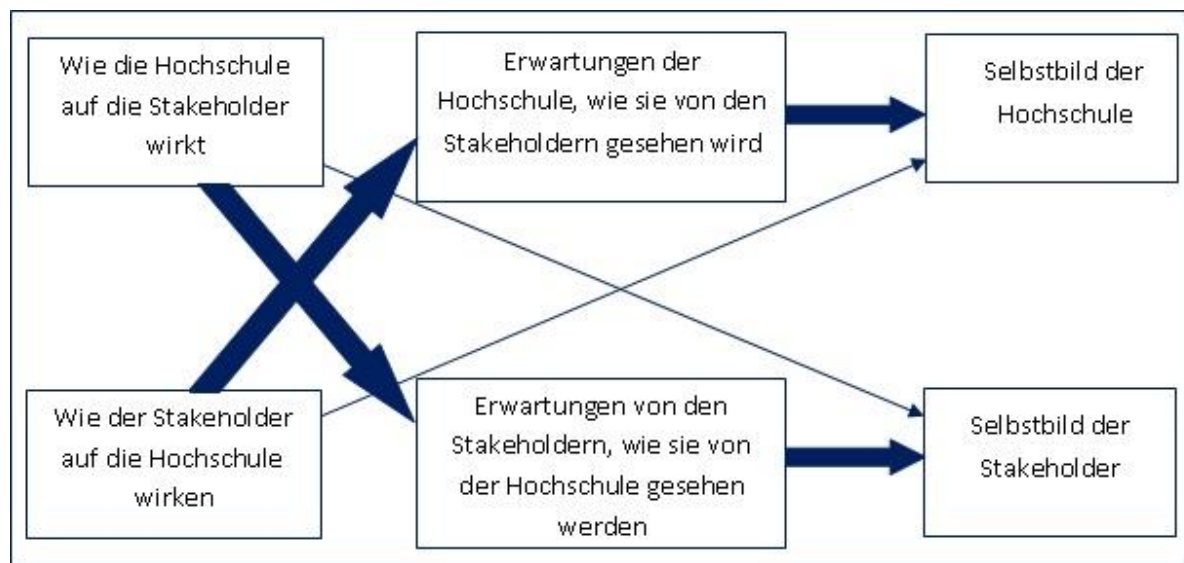 Wie die Hochschule
auf die Stakeholder
wirkt
Erwartungen der
Hochschule, wie sie von den
Stakeholdern gesehen wird
Selbstbild der
Hochschule
Wie der Stakenolder
auf die Hochschule
wirken
Erwartungen von den
Stakeholdern, wie sie von
der Hochschule gesehen
werden
Selbstbild der
Stakeholder